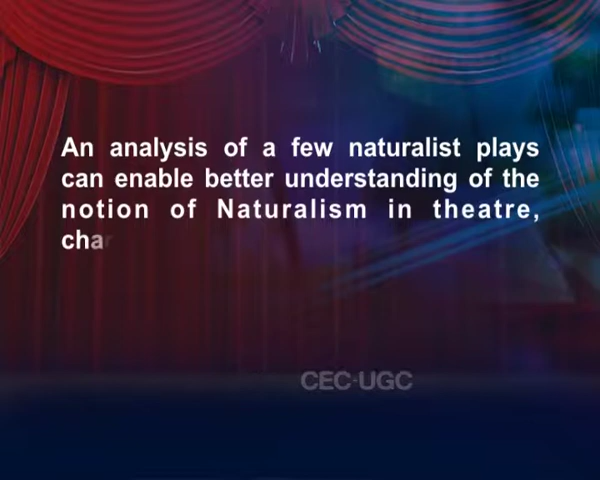 An analysis of a few naturalist plays
can enable better understanding of the
notion of Naturalism in theatre,
char
CEC-UGC